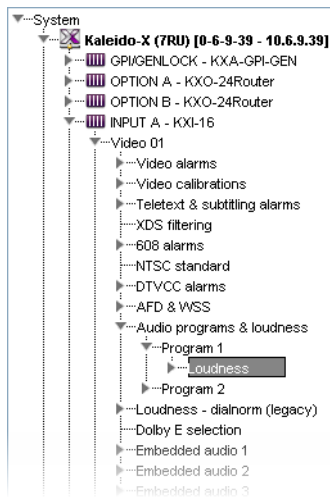 System
Kaleido-X (7RU) [0-6-9-39 - 10.6.9.39]
GPI/GENLOCK - KXA-GPI-GEN
OPTION A - KXO-24Router
OPTION B - KXO-24Router
INPUT A - KXI-16
Video 01
Video alarms
Video calibrations
Teletext & subtitling alarms
XDS filtering
608 alarms
NTSC standard
DTVCC alarms
AFD & WSS
Audio programs & loudness
Program 1
Loudness
Program 2
Loudness - dialnorm (legacy)
Dolby E selection
Embedded audio 1
Embedded audio 2
Embedded audio 3